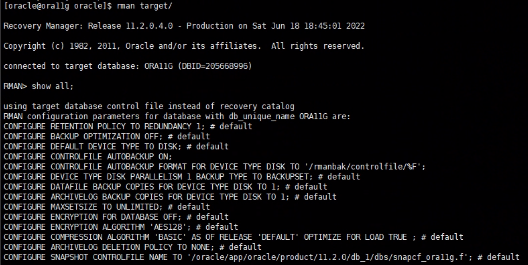 [oracle@ora11g oracle]$ rman target/
Recovery Manager: Release 11.2.0.4.0 - Production on Sat Jun 18 18:45:01 2022
Copyright (c) 1982, 2011, Oracle and/or its affiliates.  All rights reserved.
connected to target database: ORA11G (DBID=205668996)
RMAN> show all;
using target database control file instead of recovery catalog
RMAN configuration parameters for database with db_unique_name ORA11G are:
CONFIGURE RETENTION POLICY TO REDUNDANCY 1; # default
CONFIGURE BACKUP OPTIMIZATION OFF; # default
CONFIGURE DEFAULT DEVICE TYPE TO DISK; # default
CONFIGURE CONTROLFILE AUTOBACKUP ON;
CONFIGURE CONTROLFILE AUTOBACKUP FORMAT FOR DEVICE TYPE DISK TO '/rmanbak/controlfile/%F';
CONFIGURE DEVICE TYPE DISK PARALLELISM 1 BACKUP TYPE TO BACKUPSET; # default
CONFIGURE DATAFILE BACKUP COPIES FOR DEVICE TYPE DISK TO 1; # default
CONFIGURE ARCHIVELOG BACKUP COPIES FOR DEVICE TYPE DISK TO 1; # default
CONFIGURE MAXSETSIZE TO UNLIMITED; # default
CONFIGURE ENCRYPTION FOR DATABASE OFF; # default
CONFIGURE ENCRYPTION ALGORITHM 'AES128'; # default
CONFIGURE COMPRESSION ALGORITHM 'BASIC' AS OF RELEASE 'DEFAULT' OPTIMIZE FOR LOAD TRUE ; # default
CONFIGURE ARCHIVELOG DELETION POLICY TO NONE; # default
CONFIGURE SNAPSHOT CONTROLFILE NAME TO '/oracle/app/oracle/product/11.2.0/db_1/dbs/snapcf_ora11g.f'; # default